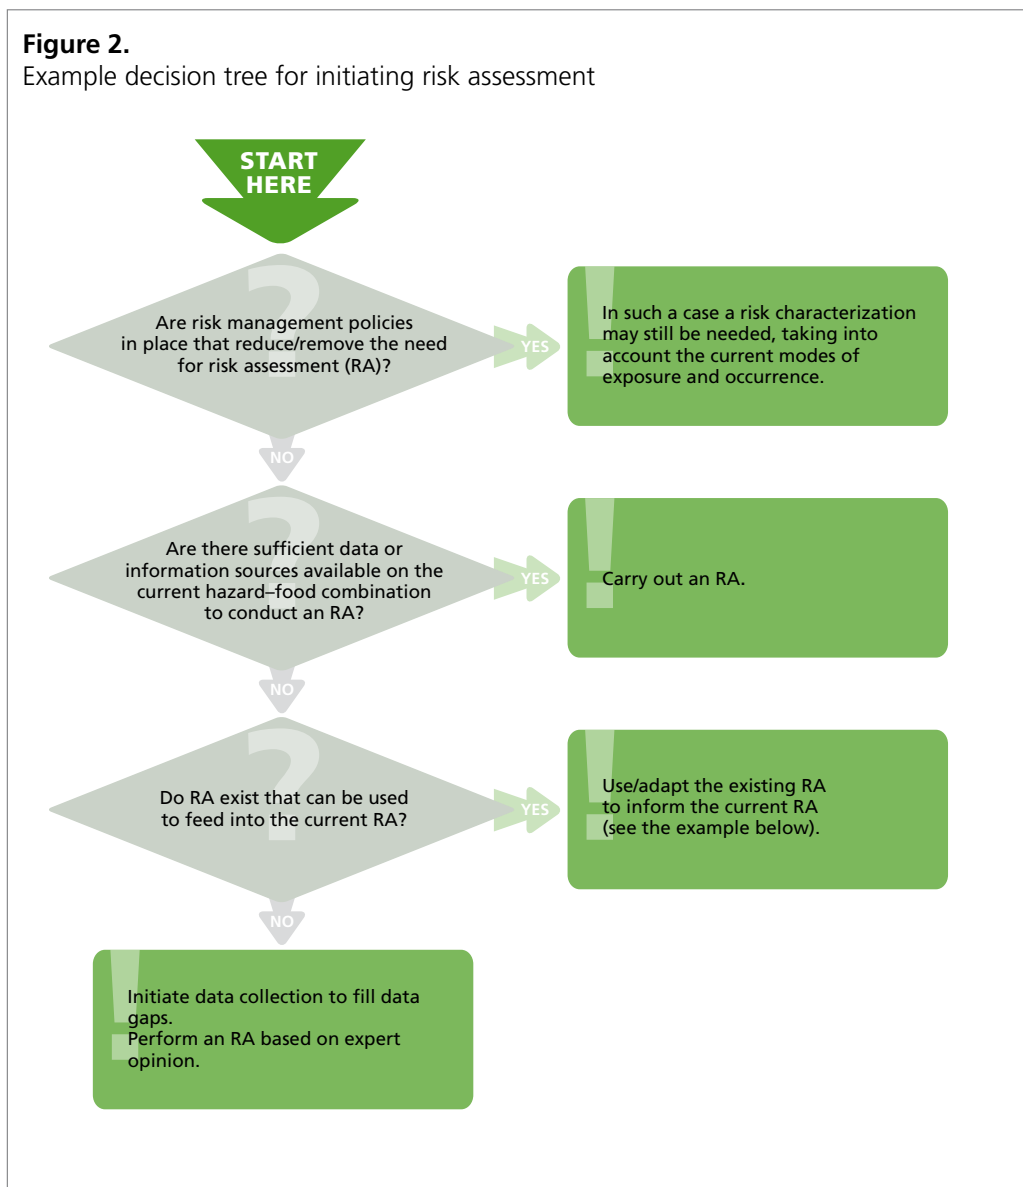 Figure 2.
Example decision tree for initiating risk assessment
START
HERE
?
Are risk management policies
in place that reduce/remove the need
for risk assessment (RA)?
YES
!
In such a case a risk characterization
may still be needed, taking into
account the current modes of
exposure and occurrence.
NO
?
Are there sufficient data or
information sources available on the
current hazard–food combination
to conduct an RA?
YES
!
Carry out an RA.
NO
?
Do RA exist that can be used
to feed into the current RA?
YES
!
Use/adapt the existing RA
to inform the current RA
(see the example below).
NO
!
Initiate data collection to fill data
gaps.
Perform an RA based on expert
opinion.